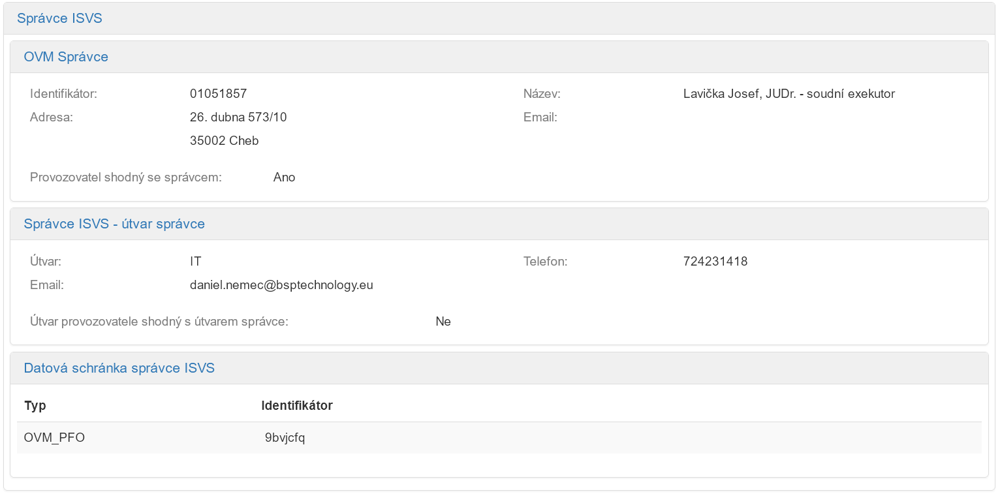 Správce ISVS
OVM Správce
Identifikátor: 01051857 Název: Lavička Josef, JUDr. - soudní exekutor
Adresa: 26. dubna 573/10 Email:
35002 Cheb
Provozovatel shodný se správcem: Ano
Správce ISVS - útvar správce
Útvar: IT Telefon: 724231418
Email: daniel.nemec@bsptechnology.eu
Útvar provozovatele shodný s útvarem správce: Ne
Datová schránka správce ISVS
Typ Identifikátor
OVM_PFO 9bvjcfq